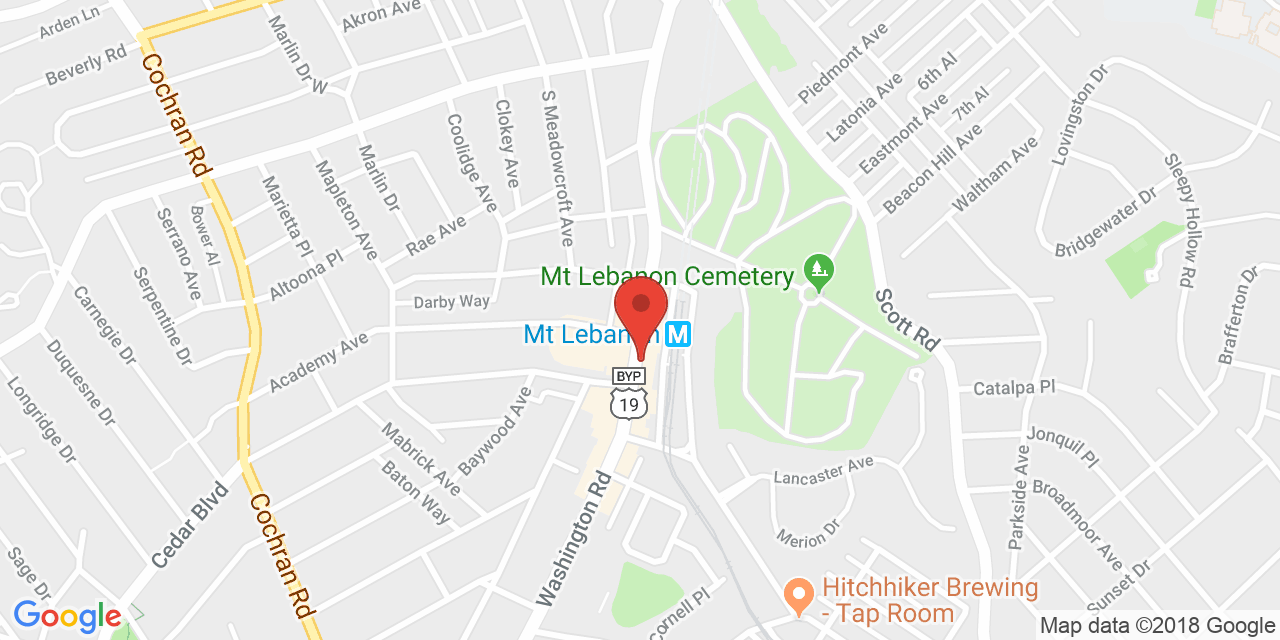 Arden Ln
Akron Ave
Beverly Rd
Marlin Dr W
Cochran Rd
Piedmont Ave
6th Al
Latonia Ave
7th Al
Eastmont Ave
Beacon Hill Ave
Waltham Ave
Lovingston Dr
Sleepy Hollow Rd
Bridgewater Dr
Brafferton Dr
S Meadowcroft Ave
Clokey Ave
Coolidge Ave
Marlin Dr
Mapleton Ave
Marietta Pl
Rae Ave
Bower Al
Serrano Ave
Altoona Pl
Serpentine Dr
Darby Way
Mt Lebanon Cemetery
Carnegie Dr
Scott Rd
Mt Lebanon
M
Duquesne Dr
Academy Ave
BYP
19
Catalpa Pl
Longridge Dr
Mabrick Ave
Baywood Ave
Baton Way
Jonquil Pl
Lancaster Ave
Parkside Ave
Broadmoor Ave
Cedar Blvd
Cochran Rd
Washington Rd
Merion Dr
Sunset Dr
Sage Dr
Hitchhiker Brewing
- Tap Room
cornell Pl
Google
Map data ©2018 Google